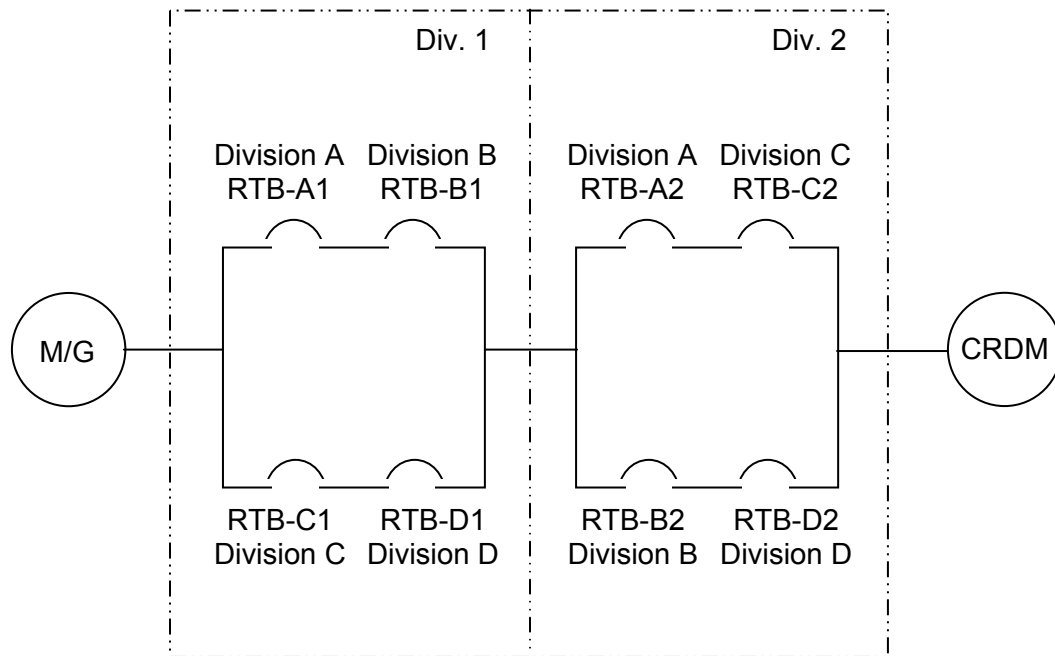 Div. 1
Div. 2
Division A
RTB-A1
Division B
RTB-B1
Division A
RTB-A2
Division C
RTB-C2
M/G
CRDM
RTB-C1
Division C
RTB-D1
Division D
RTB-B2
Division B
RTB-D2
Division D